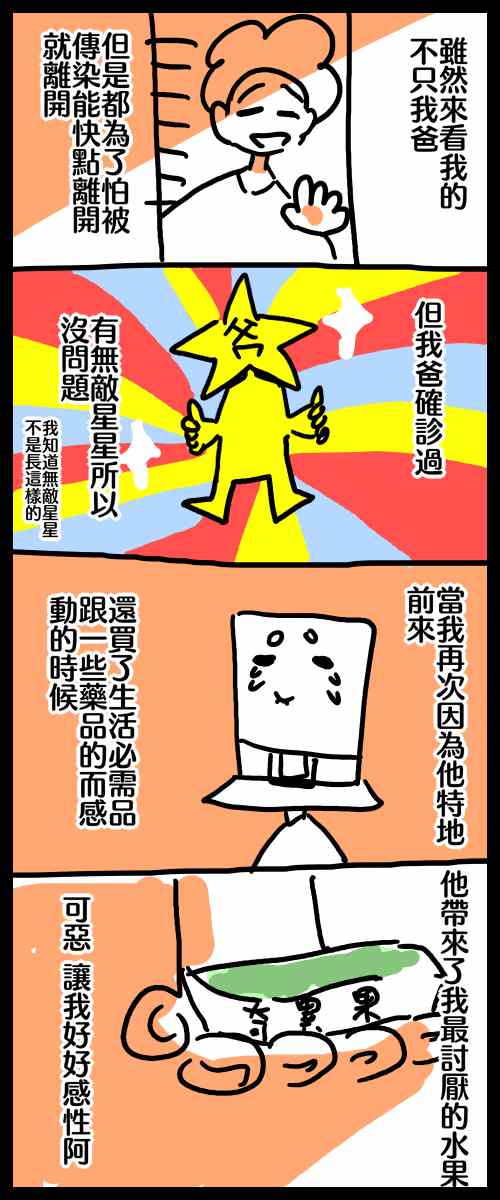 雖然來看我的
不只我爸
但是都為了怕被
傳染能快點離開
就離開
但我爸確診過
父
有無敵星星所以
沒問題
我知道無敵星星
不是長這樣的
當我再次因為他特地
前來
還買了生活必需品
跟一些藥品的而感
動的時候
他帶來了我最討厭的水果
奇異果
可惡 讓我好好感性阿